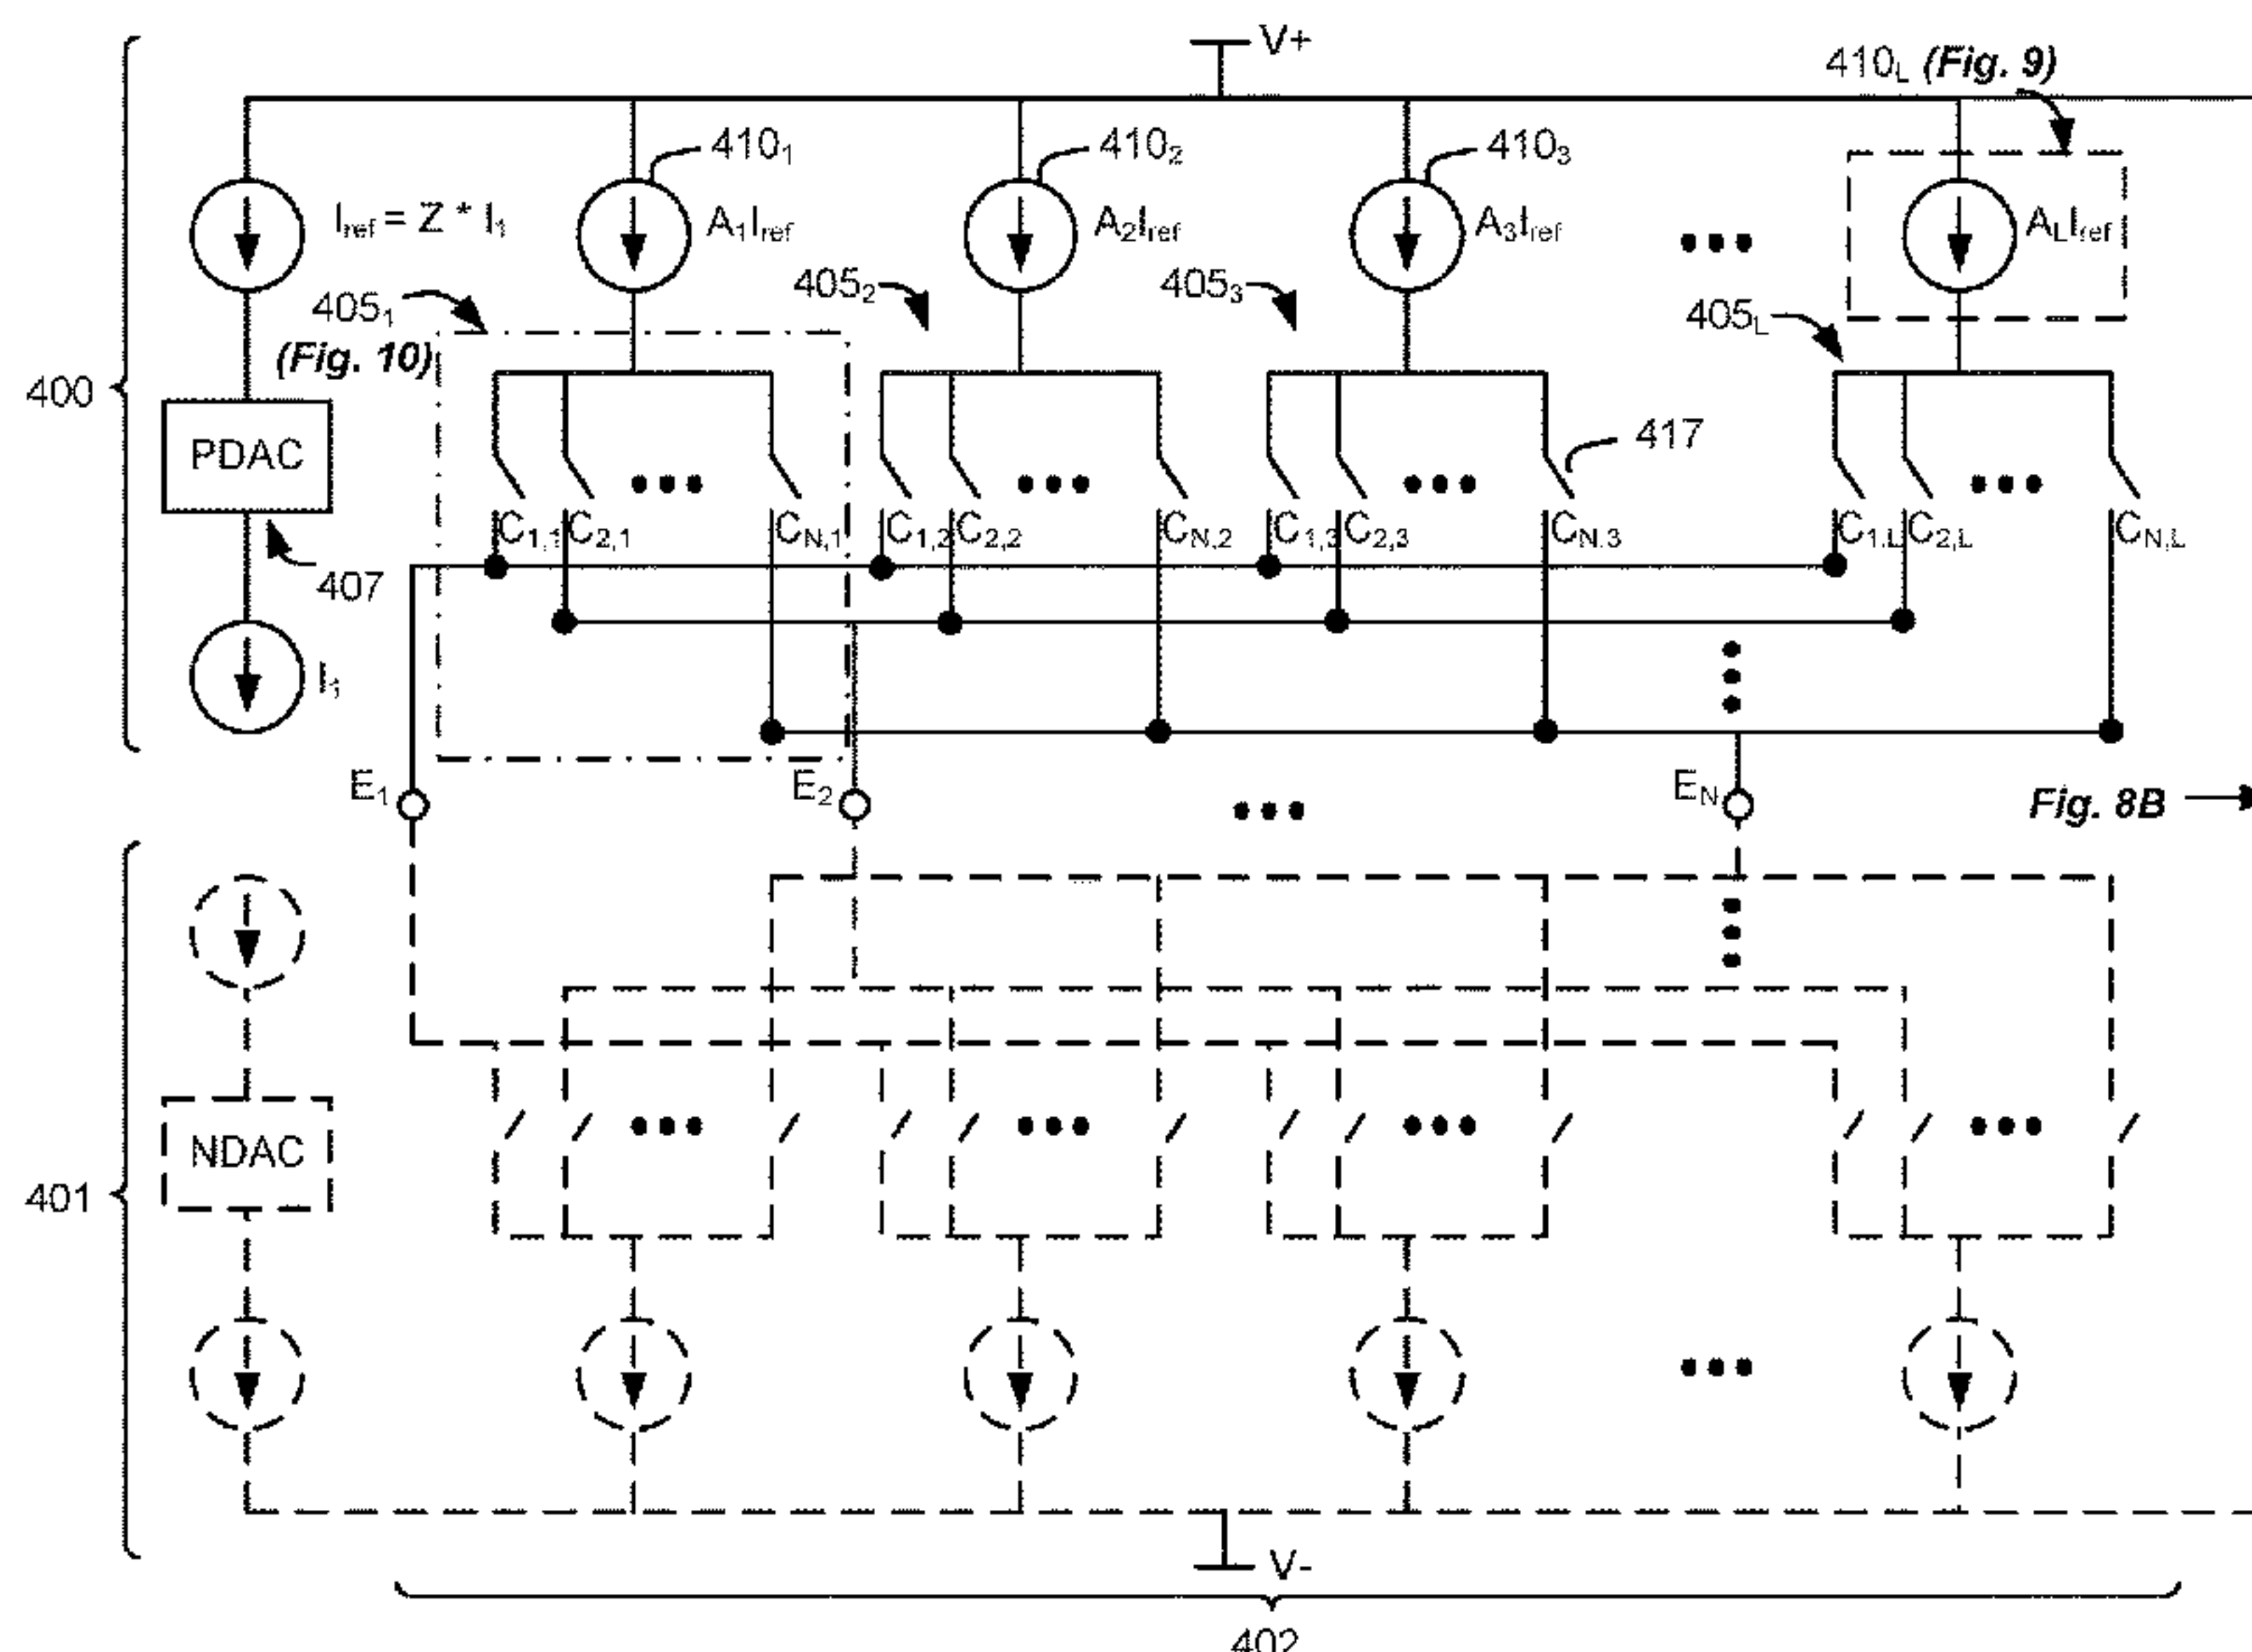 V+
410L (Fig. 9)
4101
4102
4103
Iref = Z * I1
A1Iref
A2Iref
A3Iref
ALIref
4051
(Fig. 10)
4052
4053
405L
400
PDAC
417
C1,1
C2,1
CN,1
C1,2
C2,2
CN,2
C1,3
C2,3
CN,3
C1,L
C2,L
CN,L
407
I1
E1
E2
EN
Fig. 8B
401
NDAC
V-
402